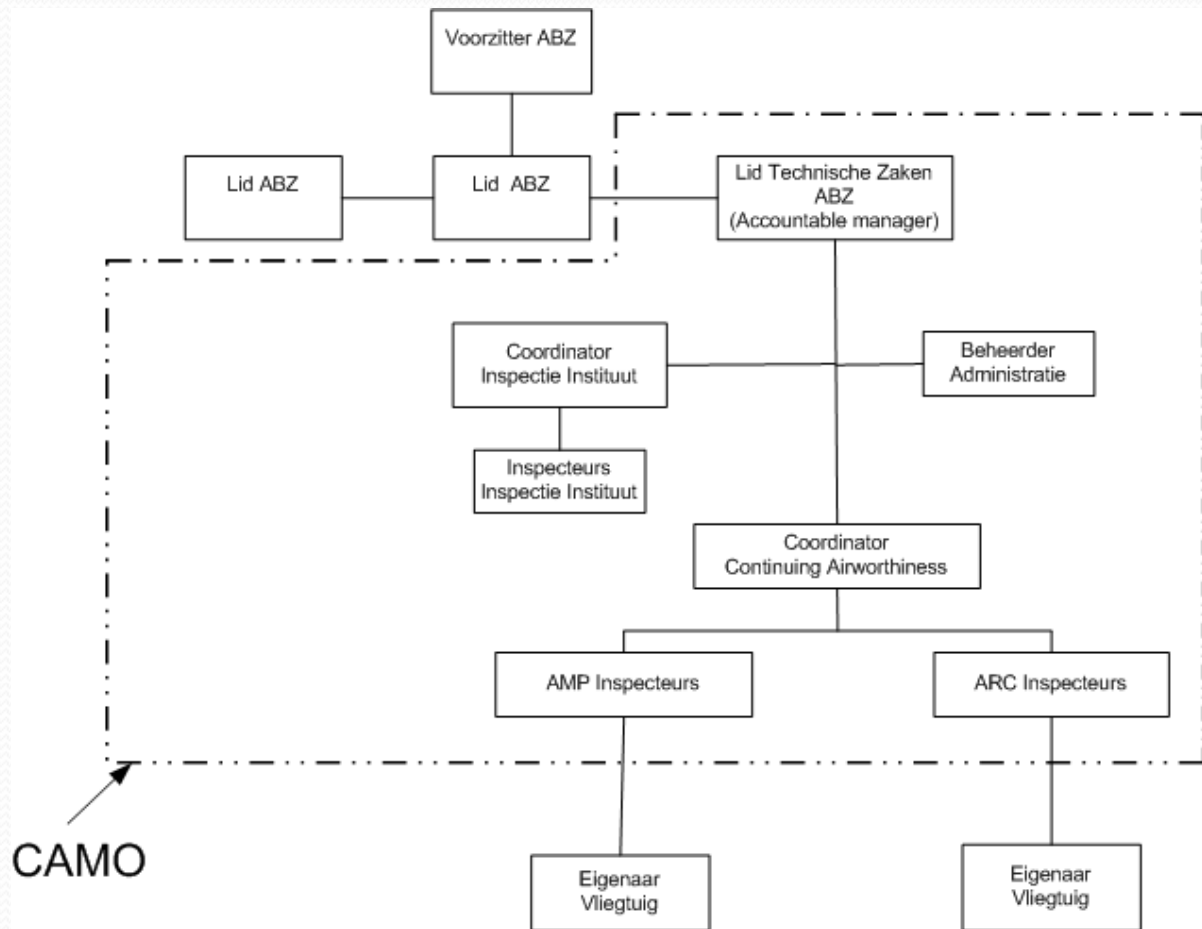 Voorzitter ABZ
Lid ABZ
Lid ABZ
Lid Technische Zaken
ABZ
(Accountable manager)
Coordinator
Inspectie Instituut
Beheerder
Administratie
Inspecteurs
Inspectie Instituut
Coordinator
Continuing Airworthiness
AMP Inspecteurs
ARC Inspecteurs
CAMO
Eigenaar
Vliegtuig
Eigenaar
Vliegtuig